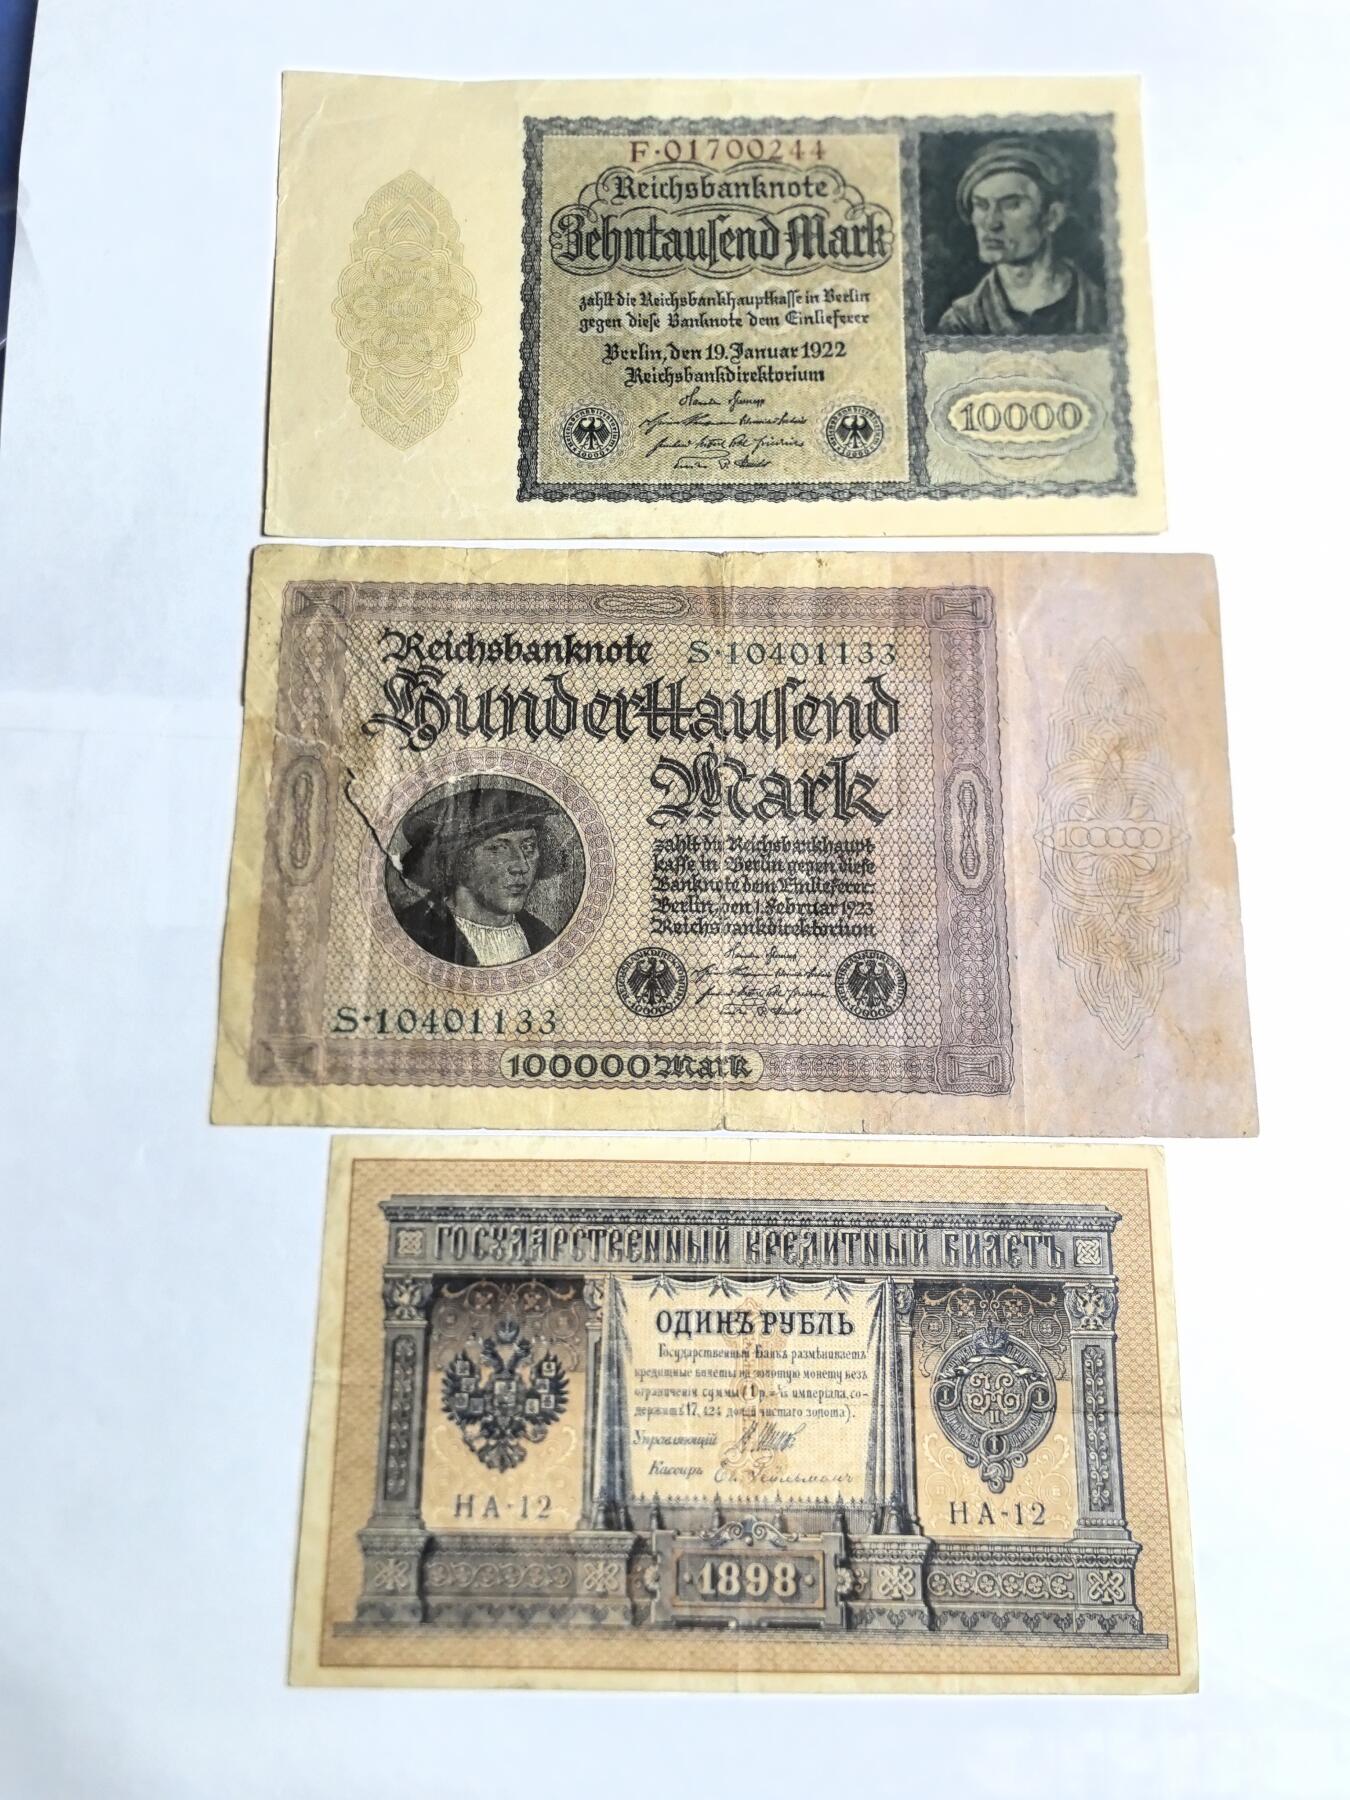 F·01700244
Reichsbanknote
Zehntausend Mark
zahlt die Reichsbankhauptkasse in Berlin
gegen diese Banknote dem Einlieferer
Berlin, den 19. Januar 1922
Reichsbankdirektorium
10000
Reichsbanknote S·10401133
Hunderttausend
Mark
zahlt die Reichsbankhaupt-
kasse in Berlin gegen diese
Banknote dem Einlieferer.
Berlin, den 1. Februar 1923
Reichsbankdirektorium
S·10401133
100000 Mark
ГОСУДАРСТВЕННЫЙ КРЕДИТНЫЙ БИЛЕТЪ
ОДИНЪ РУБЛЬ
Государственный Банкъ размѣниваетъ
кредитные билеты на золотую монету безъ
ограниченія суммы (1 р. = 1/15 имперіала, со-
держитъ 17,424 долей чистаго золота).
Управляющій
Кассиръ
1 1
1
НА-12 НА-12
·1898·